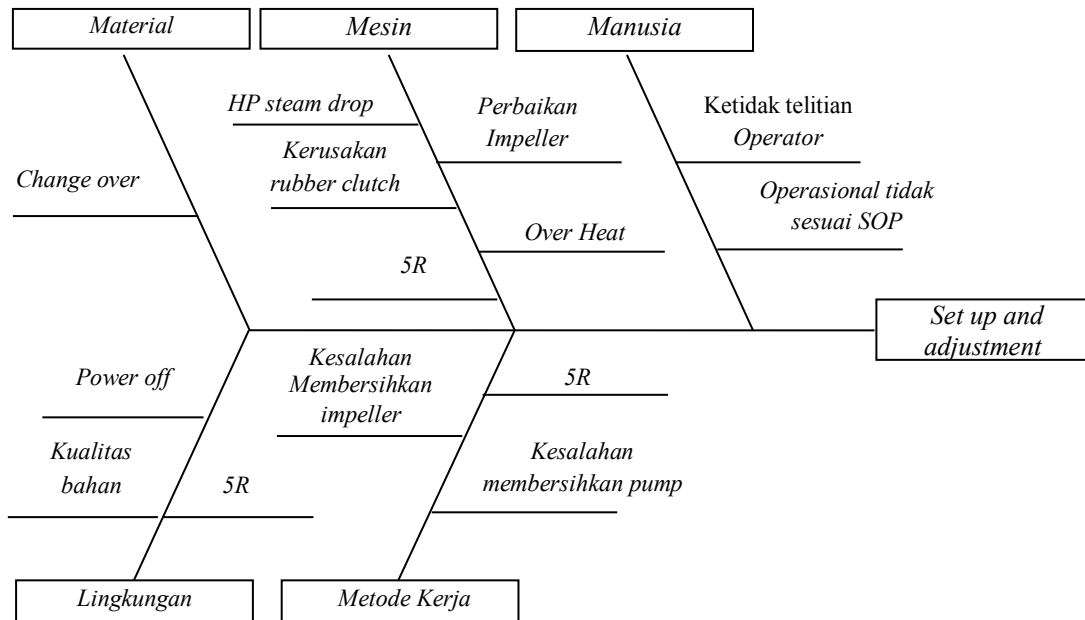 Material
Mesin
Manusia
HP steam drop
Perbaikan
Impeller
Ketidak telitian
Operator
Kerusakan
rubber clutch
Change over
Operasional tidak
sesuai SOP
Over Heat
5R
Set up and
adjustment
Kesalahan
Membersihkan
impeller
Power off
5R
Kualitas
bahan
5R
Kesalahan
membersihkan pump
Lingkungan
Metode Kerja